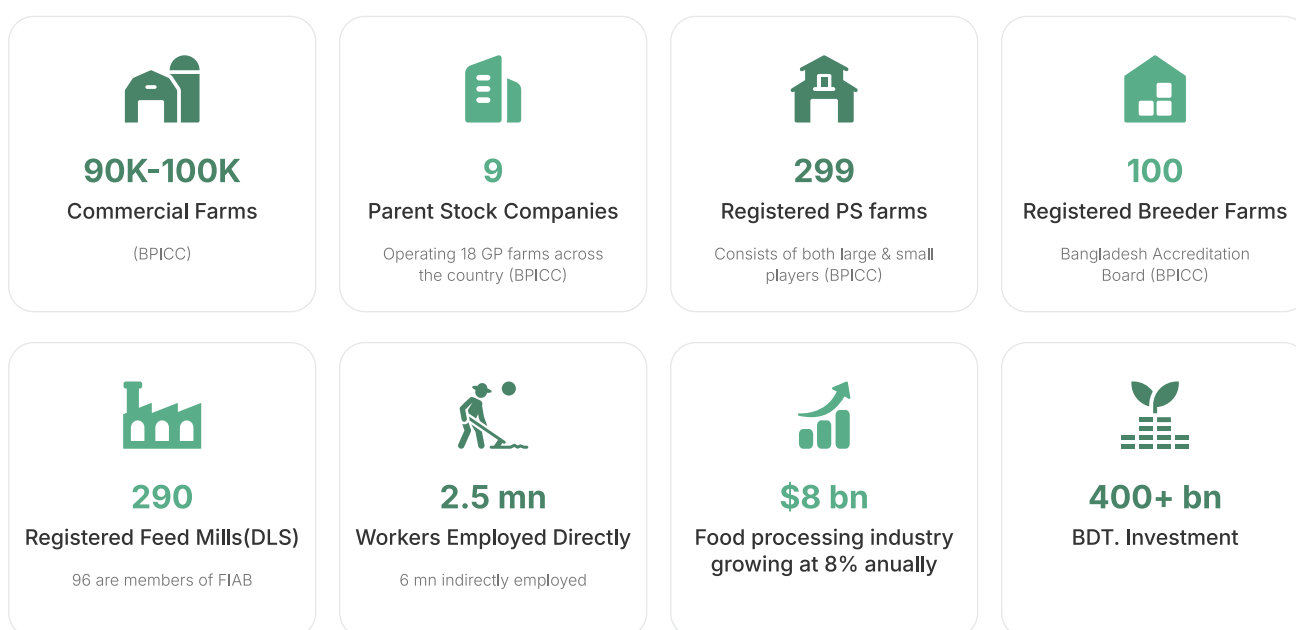 90K-100K
Commercial Farms
(BPICC)
9
Parent Stock Companies
Operating 18 GP farms across
the country (BPICC)
299
Registered PS farms
Consists of both large & small
players (BPICC)
100
Registered Breeder Farms
Bangladesh Accreditation
Board (BPICC)
290
Registered Feed Mills(DLS)
96 are members of FIAB
2.5 mn
Workers Employed Directly
6 mn indirectly employed
$8 bn
Food processing industry
growing at 8% anually
400+ bn
BDT. Investment